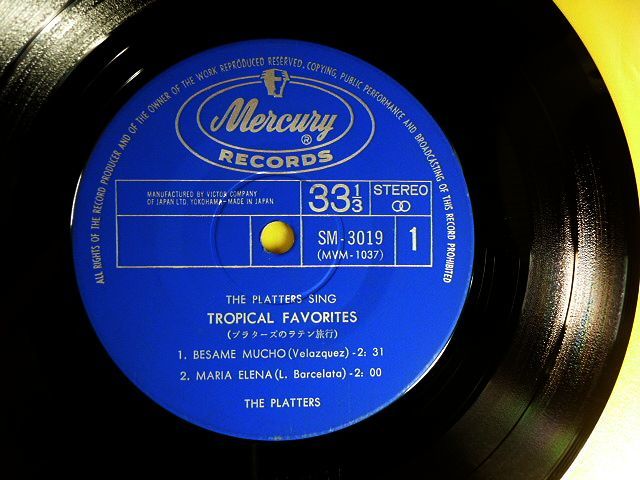 ALL RIGHTS OF THE RECORD PRODUCER AND OF THE OWNER OF THE WORK REPRODUCED RESERVED, COPYING, PUBLIC PERFORMANCE AND BROADCASTING OF THIS RECORD PROHIBITED
Mercury ®
RECORDS
MANUFACTURED BY VICTOR COMPANY
OF JAPAN LTD. YOKOHAMA-MADE IN JAPAN
33 1/3
STEREO
SM-3019
(MVM-1037)
1
THE PLATTERS SING
TROPICAL FAVORITES
(プラターズのラテン旅行)
1. BESAME MUCHO (Velazquez)-2: 31
2. MARIA ELENA (L. Barcelata)-2: 00
THE PLATTERS